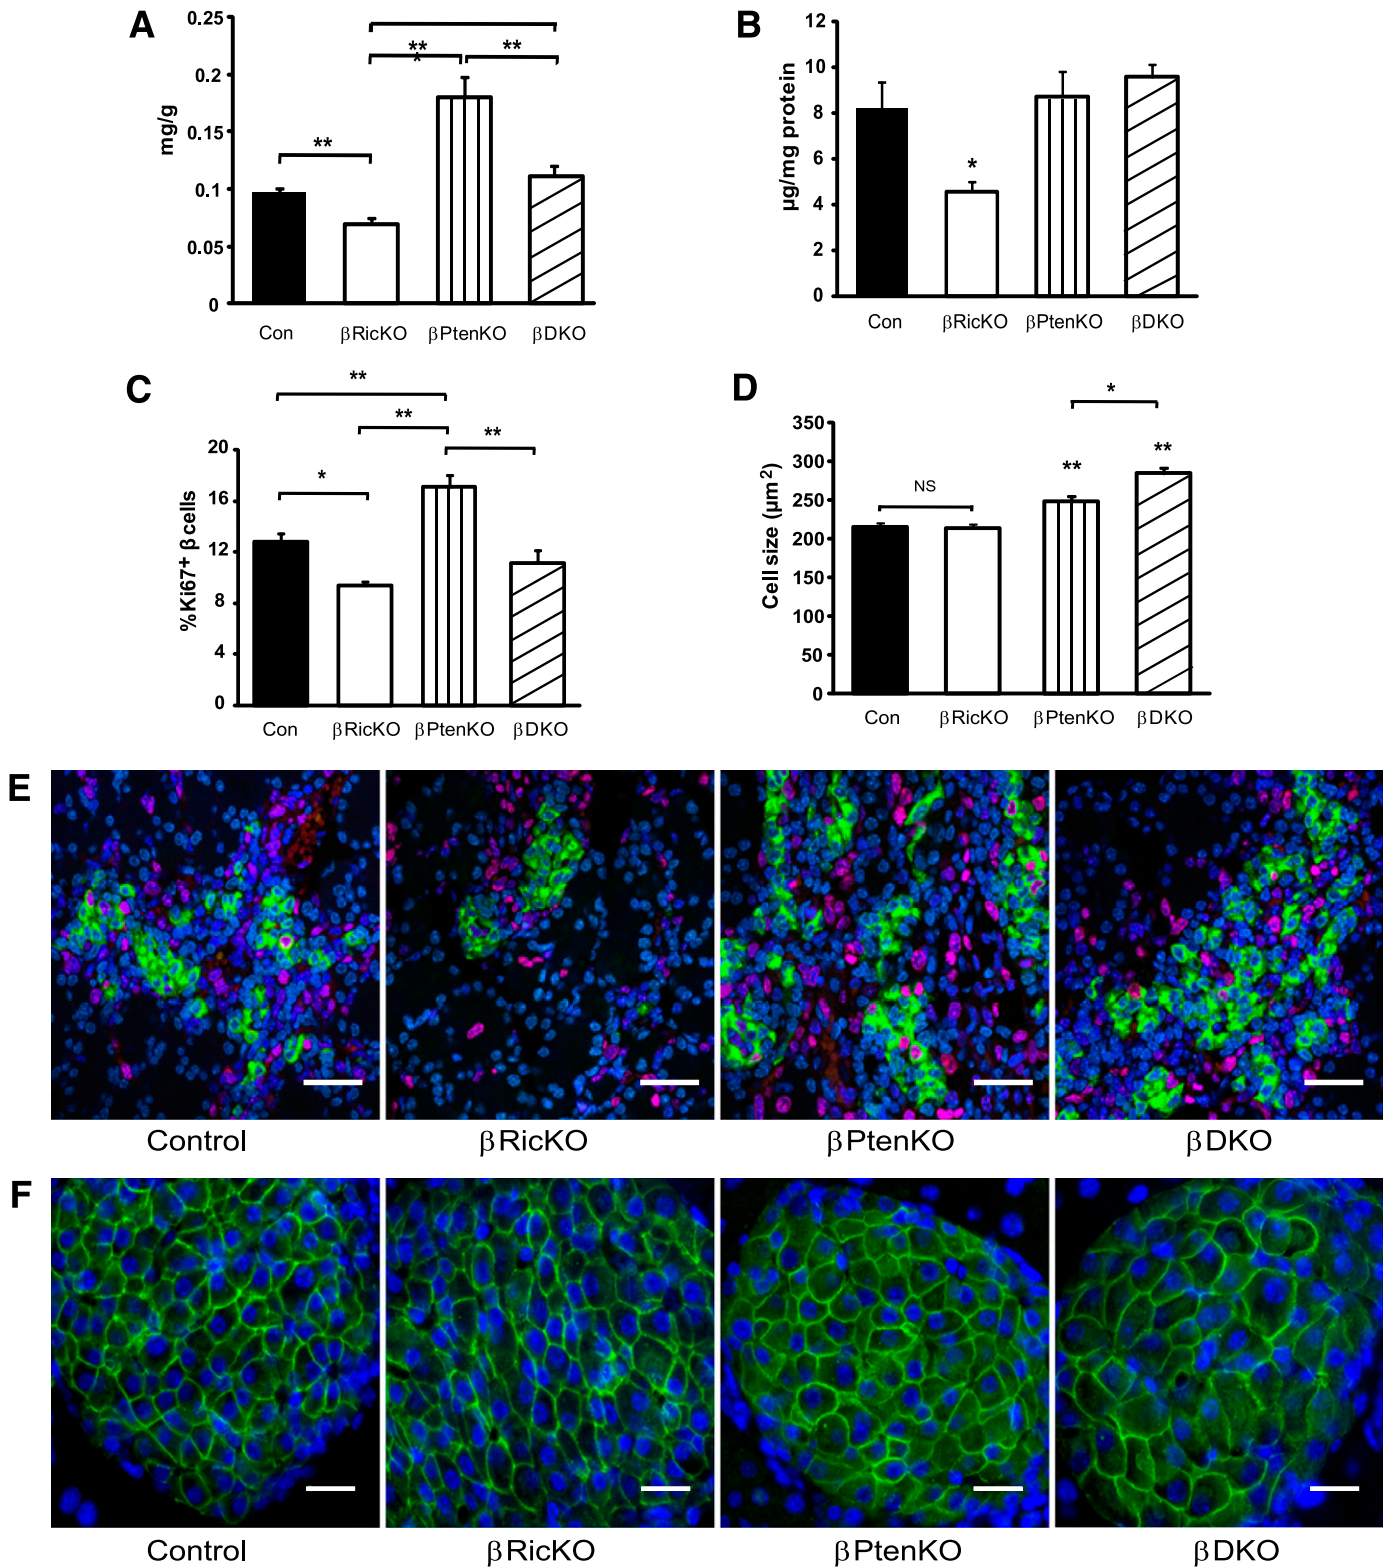 A
0.25
0.2
0.15
0.1
0.05
0
mg/g
**
**
*
**
Con
βRicKO
βPtenKO
βDKO
B
12
10
8
6
4
2
0
µg/mg protein
*
Con
βRicKO
βPtenKO
βDKO
C
20
16
12
8
4
0
%Ki67+ β cells
**
**
**
*
Con
βRicKO
βPtenKO
βDKO
D
350
300
250
200
150
100
50
0
Cell size (µm²)
NS
**
*
**
Con
βRicKO
βPtenKO
βDKO
E
Control
βRicKO
βPtenKO
βDKO
F
Control
βRicKO
βPtenKO
βDKO